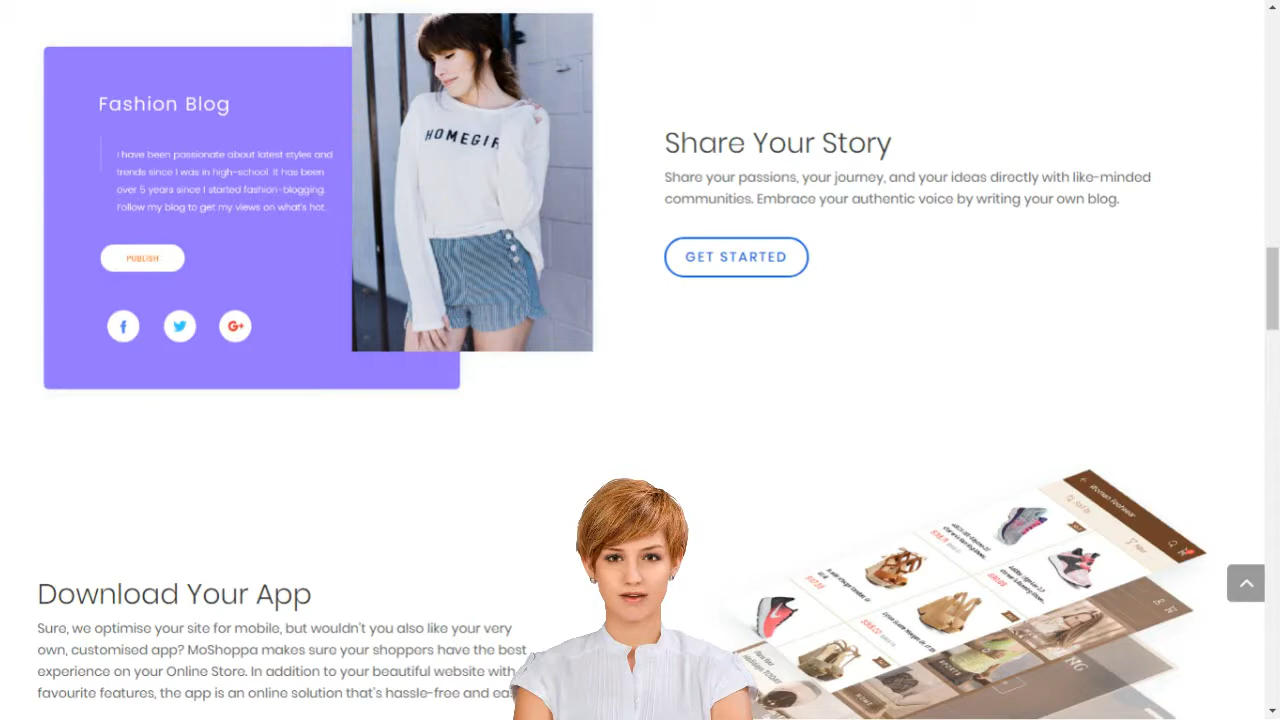 Fashion Blog
I have been passionate about latest styles and
trends since I was in high-school. It has been
over 5 years since I started fashion-blogging.
Follow my blog to get my views on what's hot.
PUBLISH
HOMEGIR
Share Your Story
Share your passions, your journey, and your ideas directly with like-minded
communities. Embrace your authentic voice by writing your own blog.
GET STARTED
Download Your App
Sure, we optimise your site for mobile, but wouldn't you also like your very
own, customised app? MoShoppa makes sure your shoppers have the best
experience on your Online Store. In addition to your beautiful website with
favourite features, the app is an online solution that's hassle-free and
Women Footwear